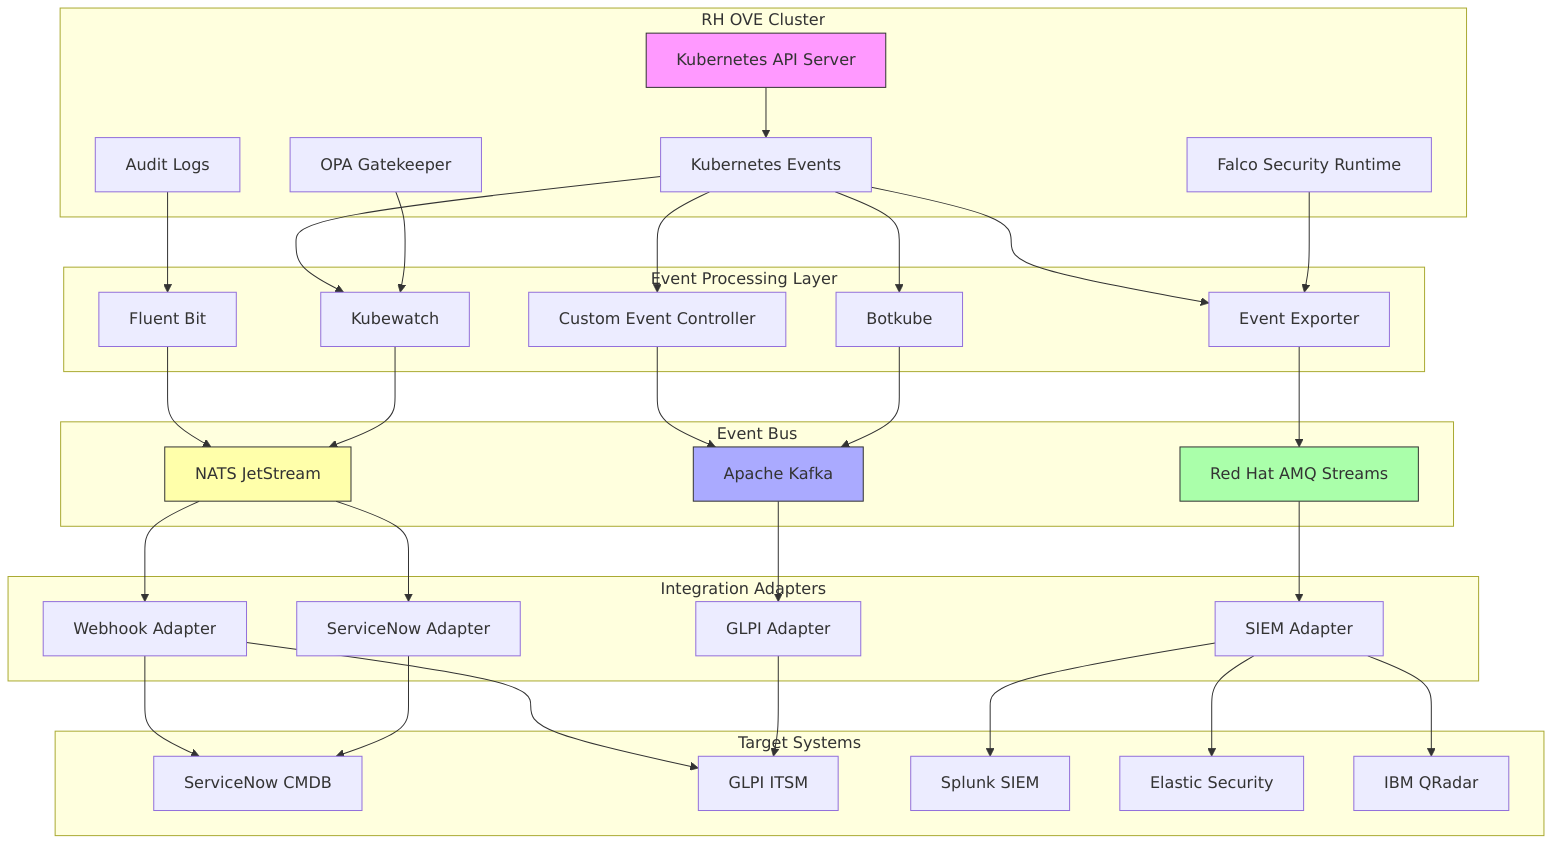 RH OVE Cluster
Kubernetes API Server
Audit Logs
OPA Gatekeeper
Kubernetes Events
Falco Security Runtime
Event Processing Layer
Fluent Bit
Kubewatch
Custom Event Controller
Botkube
Event Exporter
Event Bus
NATS JetStream
Apache Kafka
Red Hat AMQ Streams
Integration Adapters
Webhook Adapter
ServiceNow Adapter
GLPI Adapter
SIEM Adapter
Target Systems
ServiceNow CMDB
GLPI ITSM
Splunk SIEM
Elastic Security
IBM QRadar